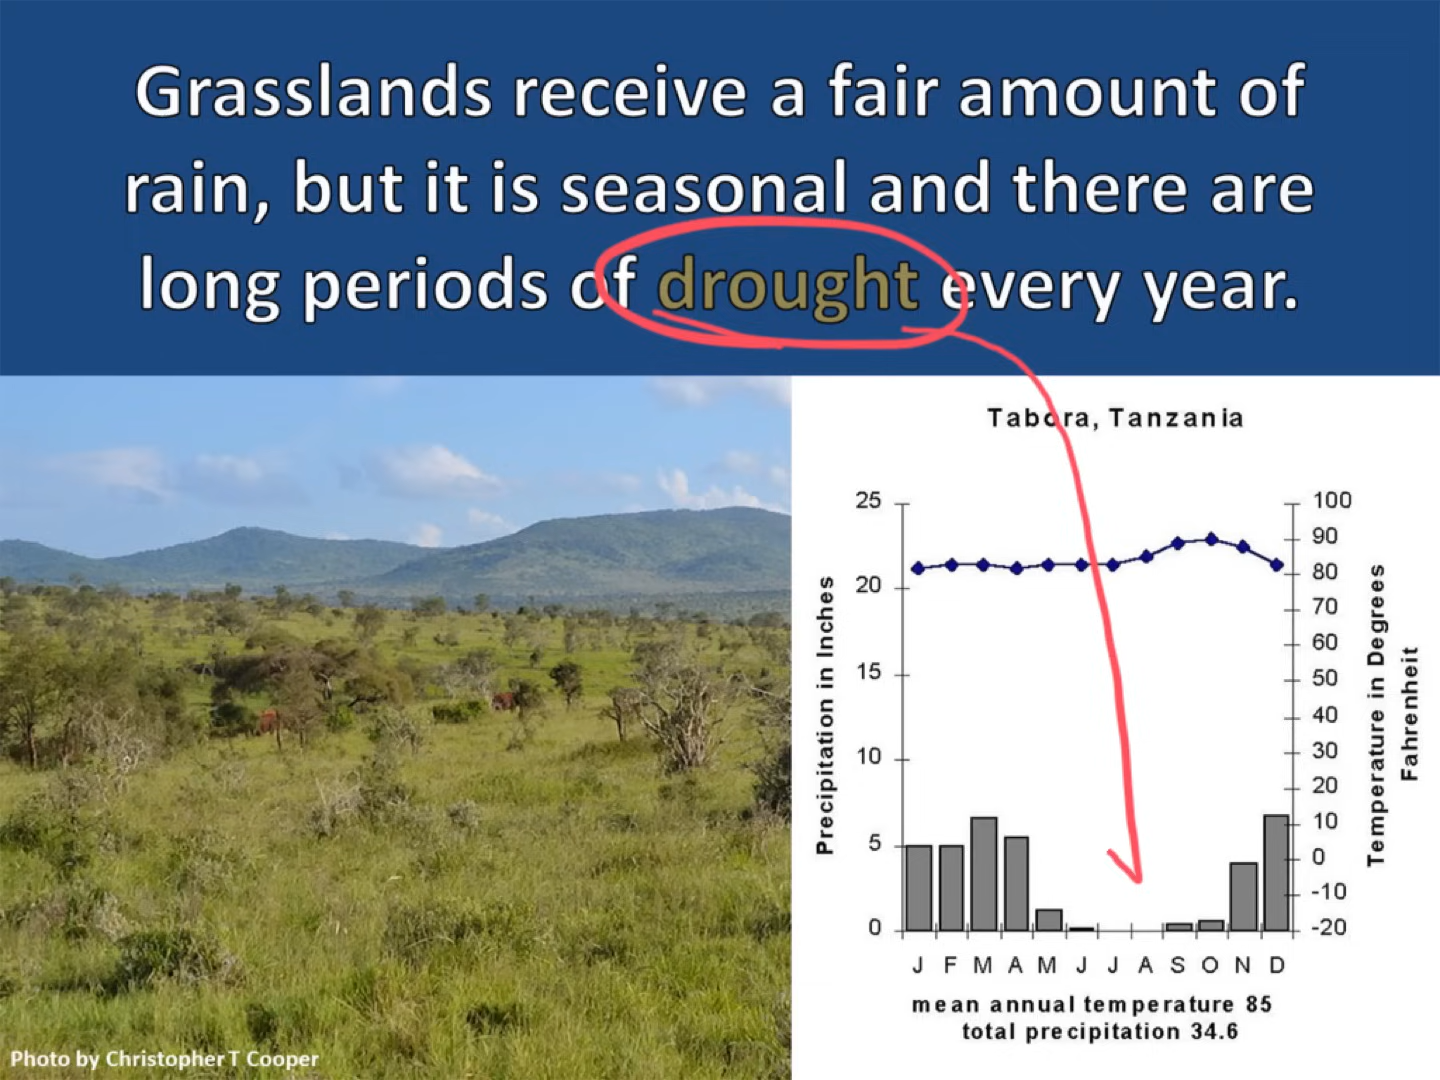 Grasslands receive a fair amount of
rain, but it is seasonal and there are
long periods of drought every year.
Tabora, Tanzania
25
20
15
10
5
0
Precipitation in Inches
100
90
80
70
60
50
40
30
20
10
0
-10
-20
Temperature in Degrees
Fahrenheit
J F M A M J J A S O N D
mean annual temperature 85
total precipitation 34.6
Photo by Christopher T Cooper